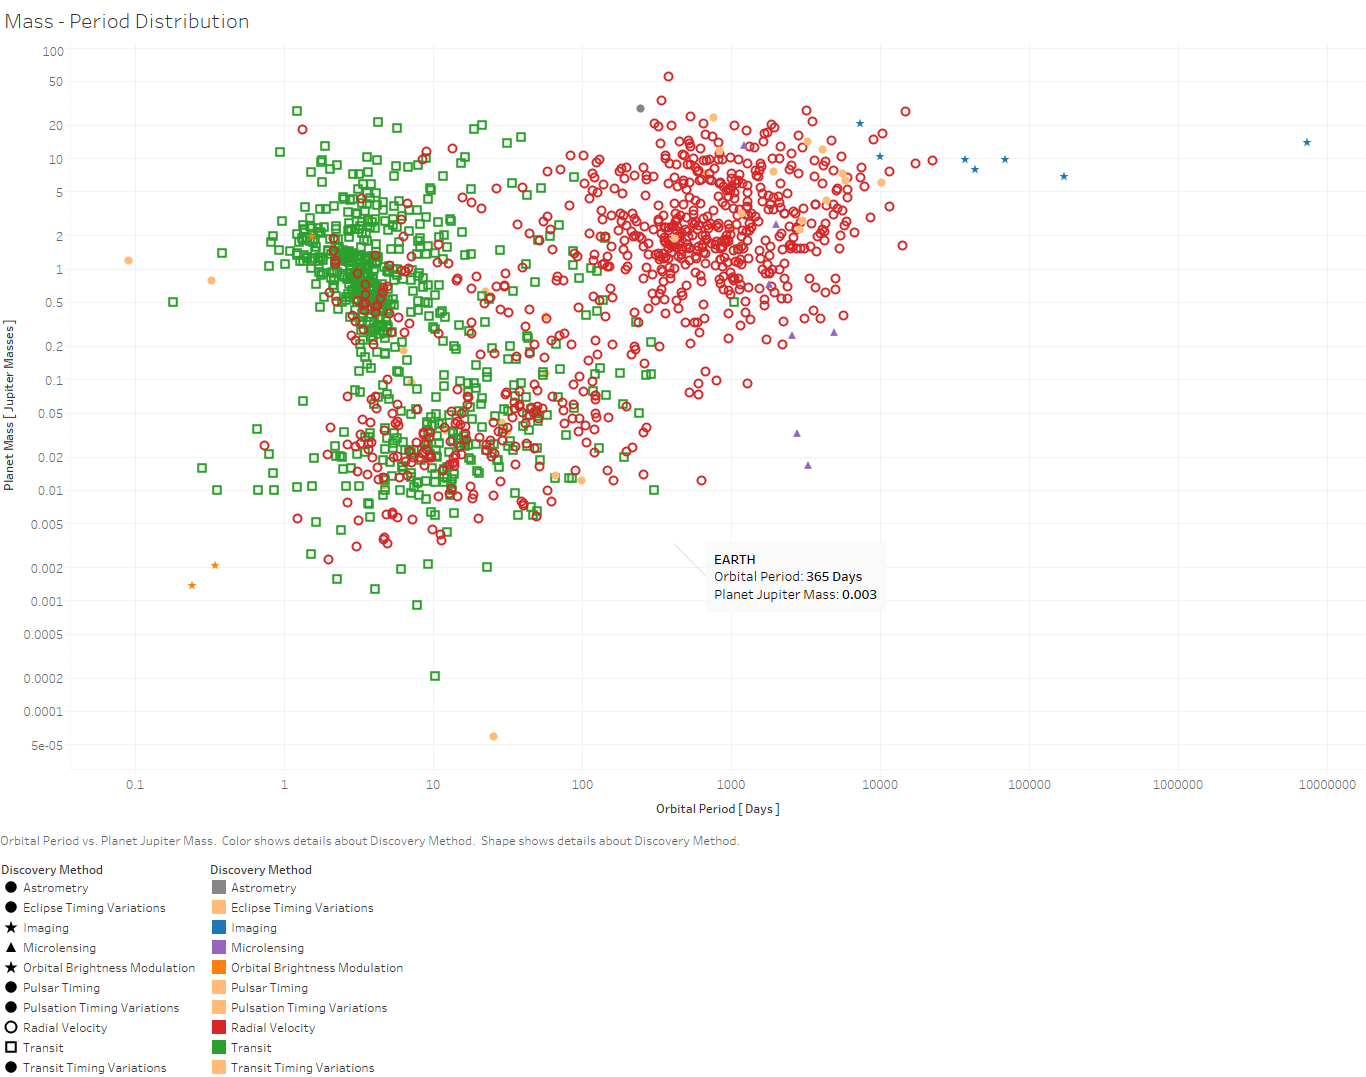 Mass - Period Distribution
100
50
20
10
5
2
1
0.5
0.2
0.1
0.05
0.02
0.01
0.005
0.002
0.001
0.0005
0.0002
0.0001
5e-05
Planet Mass [ Jupiter Masses ]
EARTH
Orbital Period: 365 Days
Planet Jupiter Mass: 0.003
0.1 1 10 100 1000 10000 100000 1000000 10000000
Orbital Period [ Days ]
Orbital Period vs. Planet Jupiter Mass.  Color shows details about Discovery Method.  Shape shows details about Discovery Method.
Discovery Method
Astrometry
Eclipse Timing Variations
Imaging
Microlensing
Orbital Brightness Modulation
Pulsar Timing
Pulsation Timing Variations
Radial Velocity
Transit
Transit Timing Variations
Discovery Method
Astrometry
Eclipse Timing Variations
Imaging
Microlensing
Orbital Brightness Modulation
Pulsar Timing
Pulsation Timing Variations
Radial Velocity
Transit
Transit Timing Variations